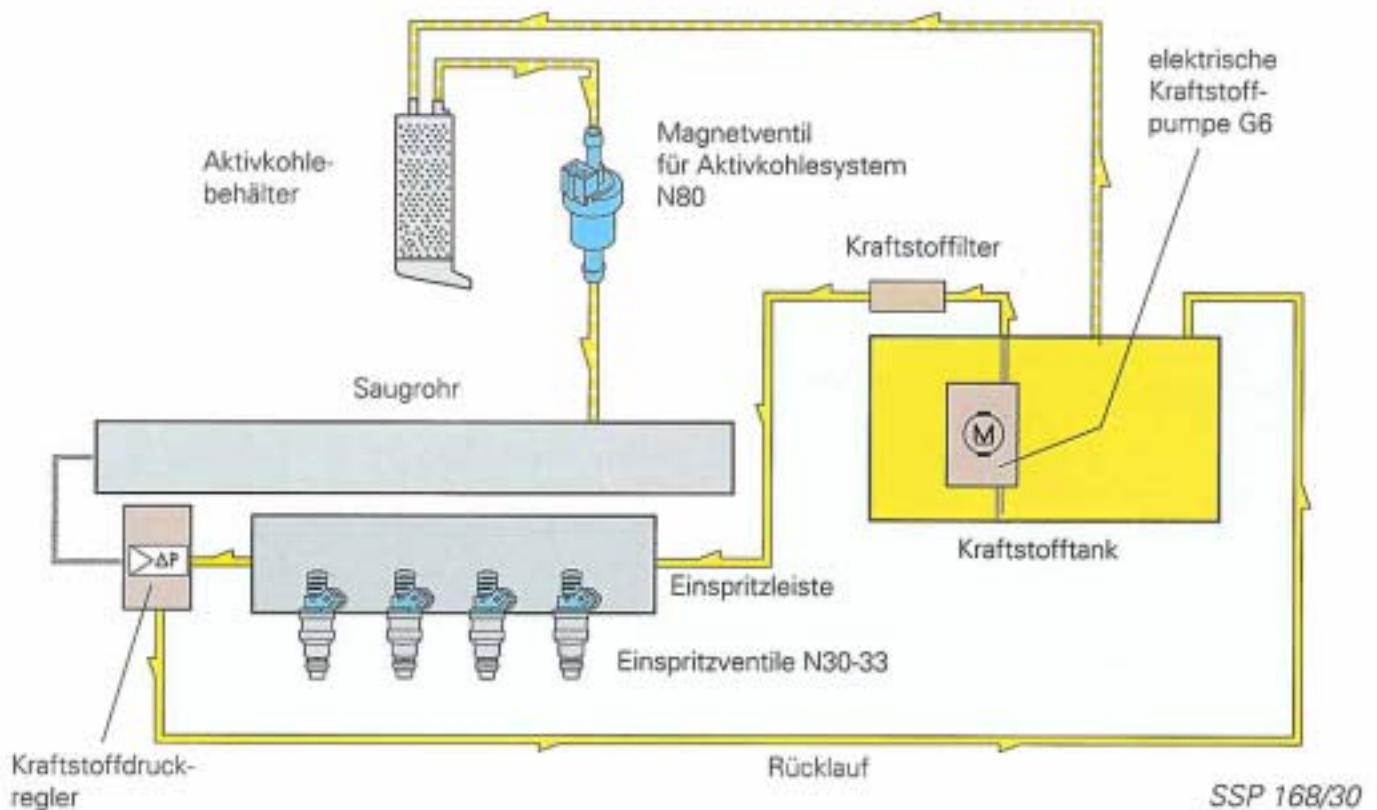 elektrische
Kraftstoff-
pumpe G6
Magnetventil
für Aktivkohlesystem
N80
Aktivkohle-
behälter
Kraftstoffilter
Saugrohr
M
Kraftstofftank
ΔP
Einspritzleiste
Einspritzventile N30-33
Kraftstoffdruck-
regler
Rücklauf
SSP 168/30